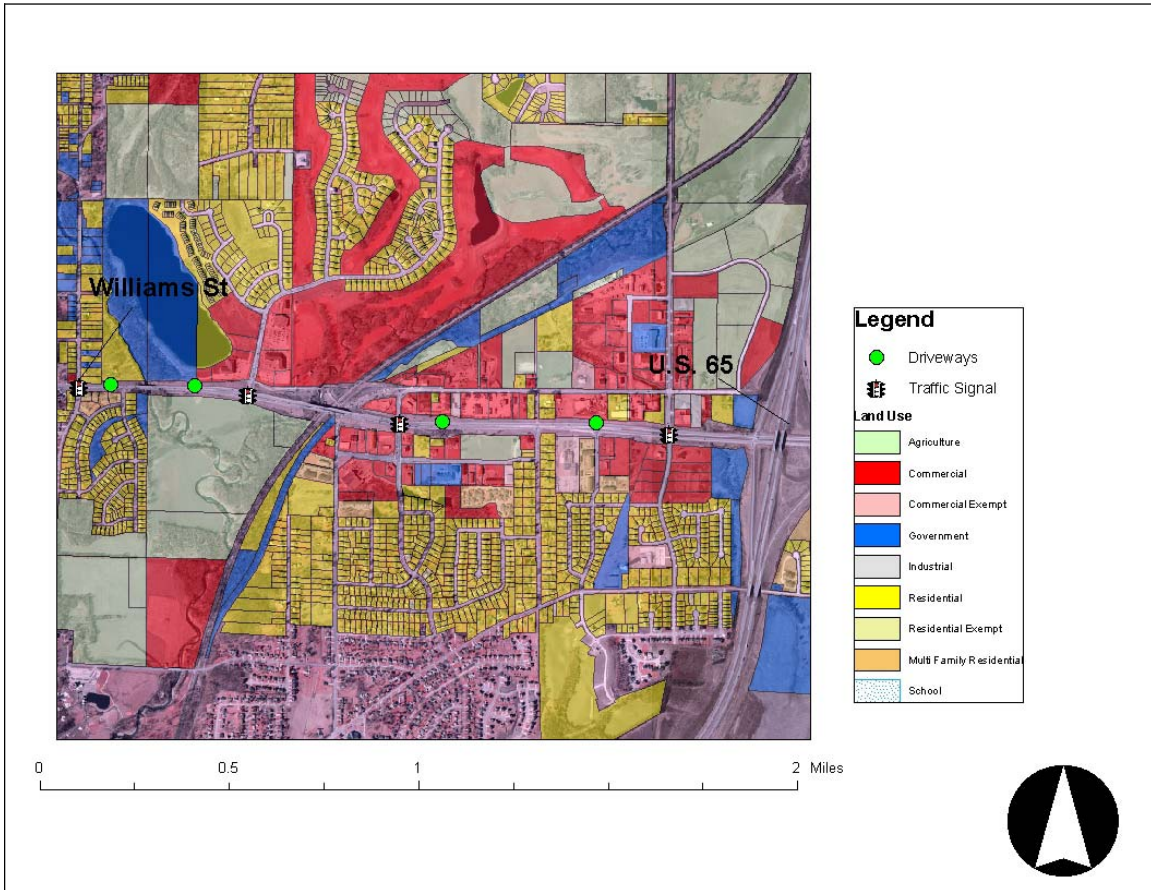 Williams St
U.S. 65
Legend
Driveways
Traffic Signal
Land Use
Agriculture
Commercial
Commercial Exempt
Government
Industrial
Residential
Residential Exempt
Multi Family Residential
School
0 0.5 1 2 Miles